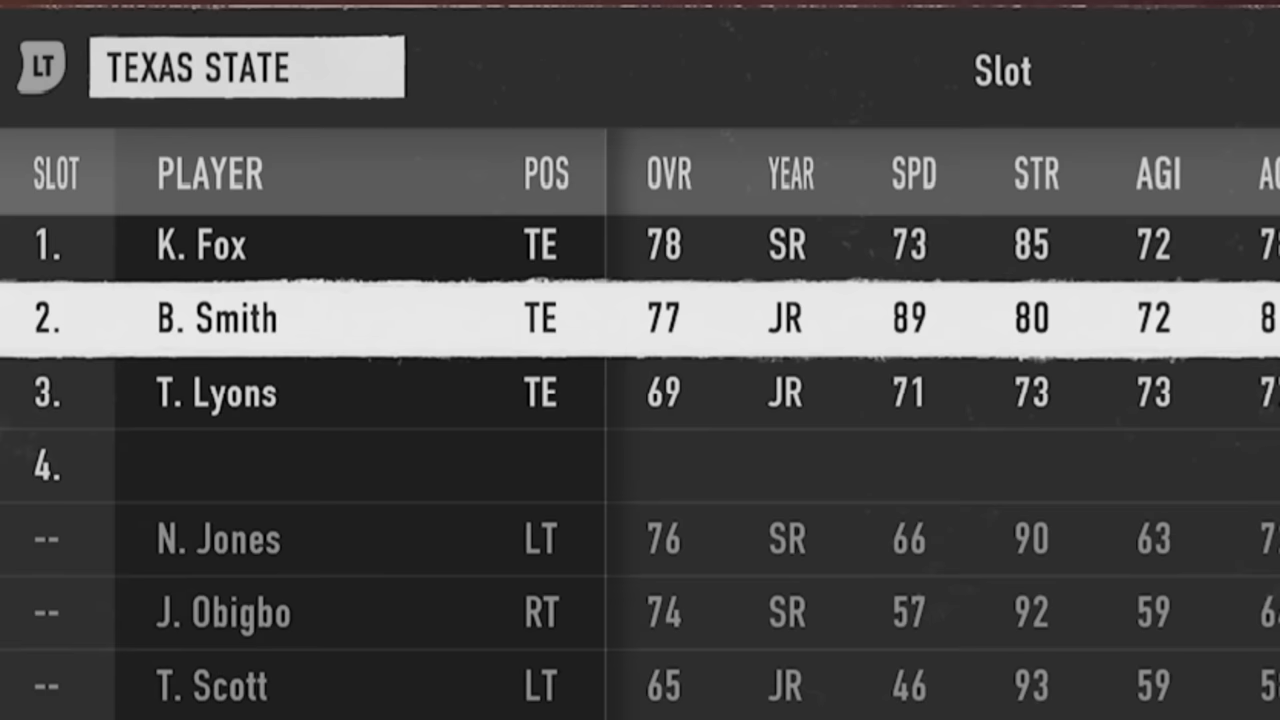 LT TEXAS STATE Slot
SLOT PLAYER POS OVR YEAR SPD STR AGI
1. K. Fox TE 78 SR 73 85 72
2. B. Smith TE 77 JR 89 80 72
3. T. Lyons TE 69 JR 71 73 73
4.
-- N. Jones LT 76 SR 66 90 63
-- J. Obigbo RT 74 SR 57 92 59
-- T. Scott LT 65 JR 46 93 59